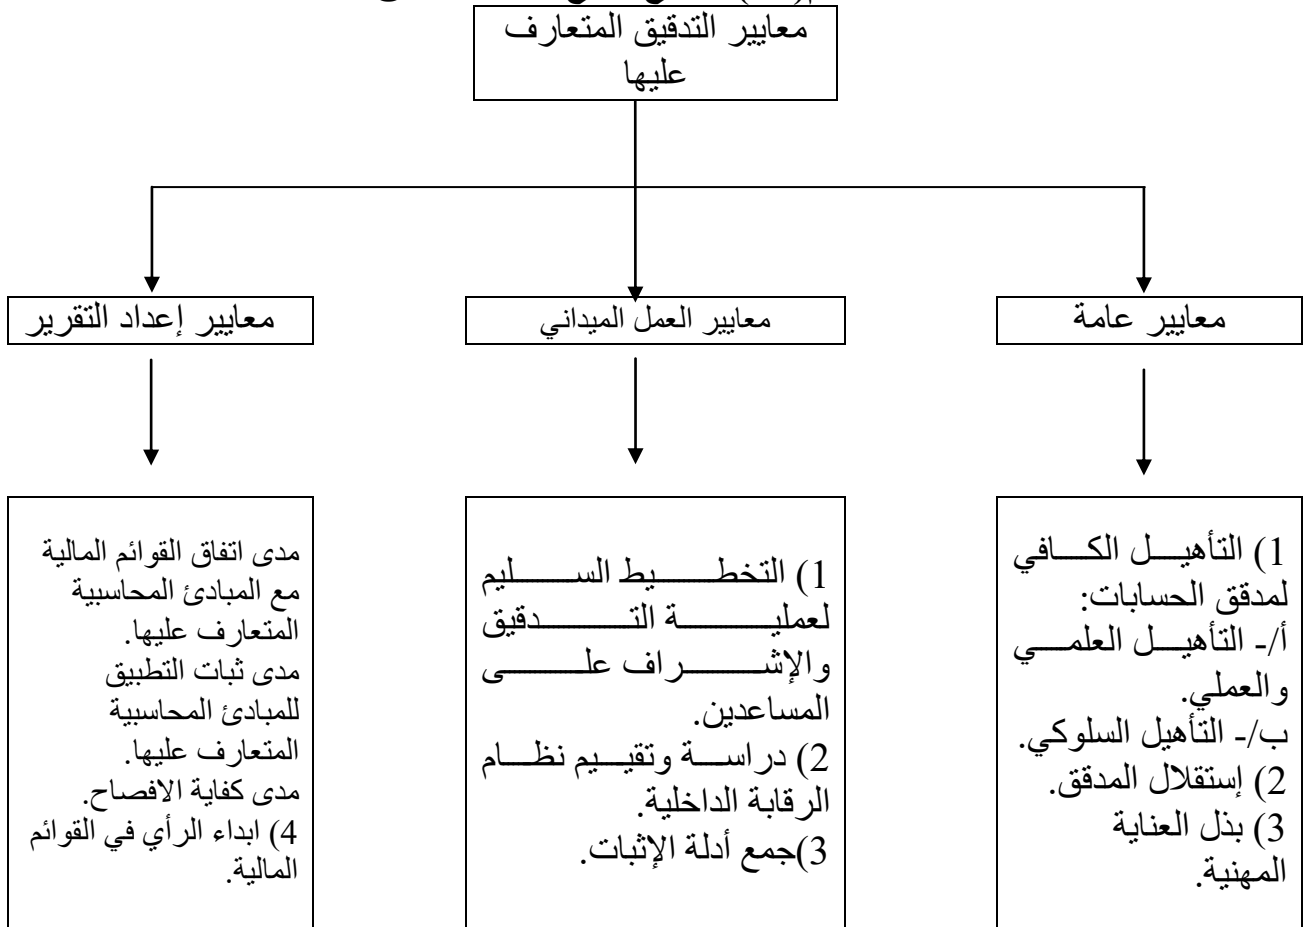 معايير التدقيق المتعارف
عليها
معايير عامة
معايير العمل الميداني
معايير إعداد التقرير
1) التأهيل الكافي
لمدقق الحسابات:
أ/- التأهيل العلمي
والعملي.
ب/- التأهيل السلوكي.
2) إستقلال المدقق.
3) بذل العناية
المهنية.
1) التخطيط السليم
لعملية التدقيق
والإشراف على
المساعدين.
2) دراسة وتقييم نظام
الرقابة الداخلية.
3)جمع أدلة الإثبات.
مدى اتفاق القوائم المالية
مع المبادئ المحاسبية
المتعارف عليها.
مدى ثبات التطبيق
للمبادئ المحاسبية
المتعارف عليها.
مدى كفاية الافصاح.
4) ابداء الرأي في القوائم
المالية.